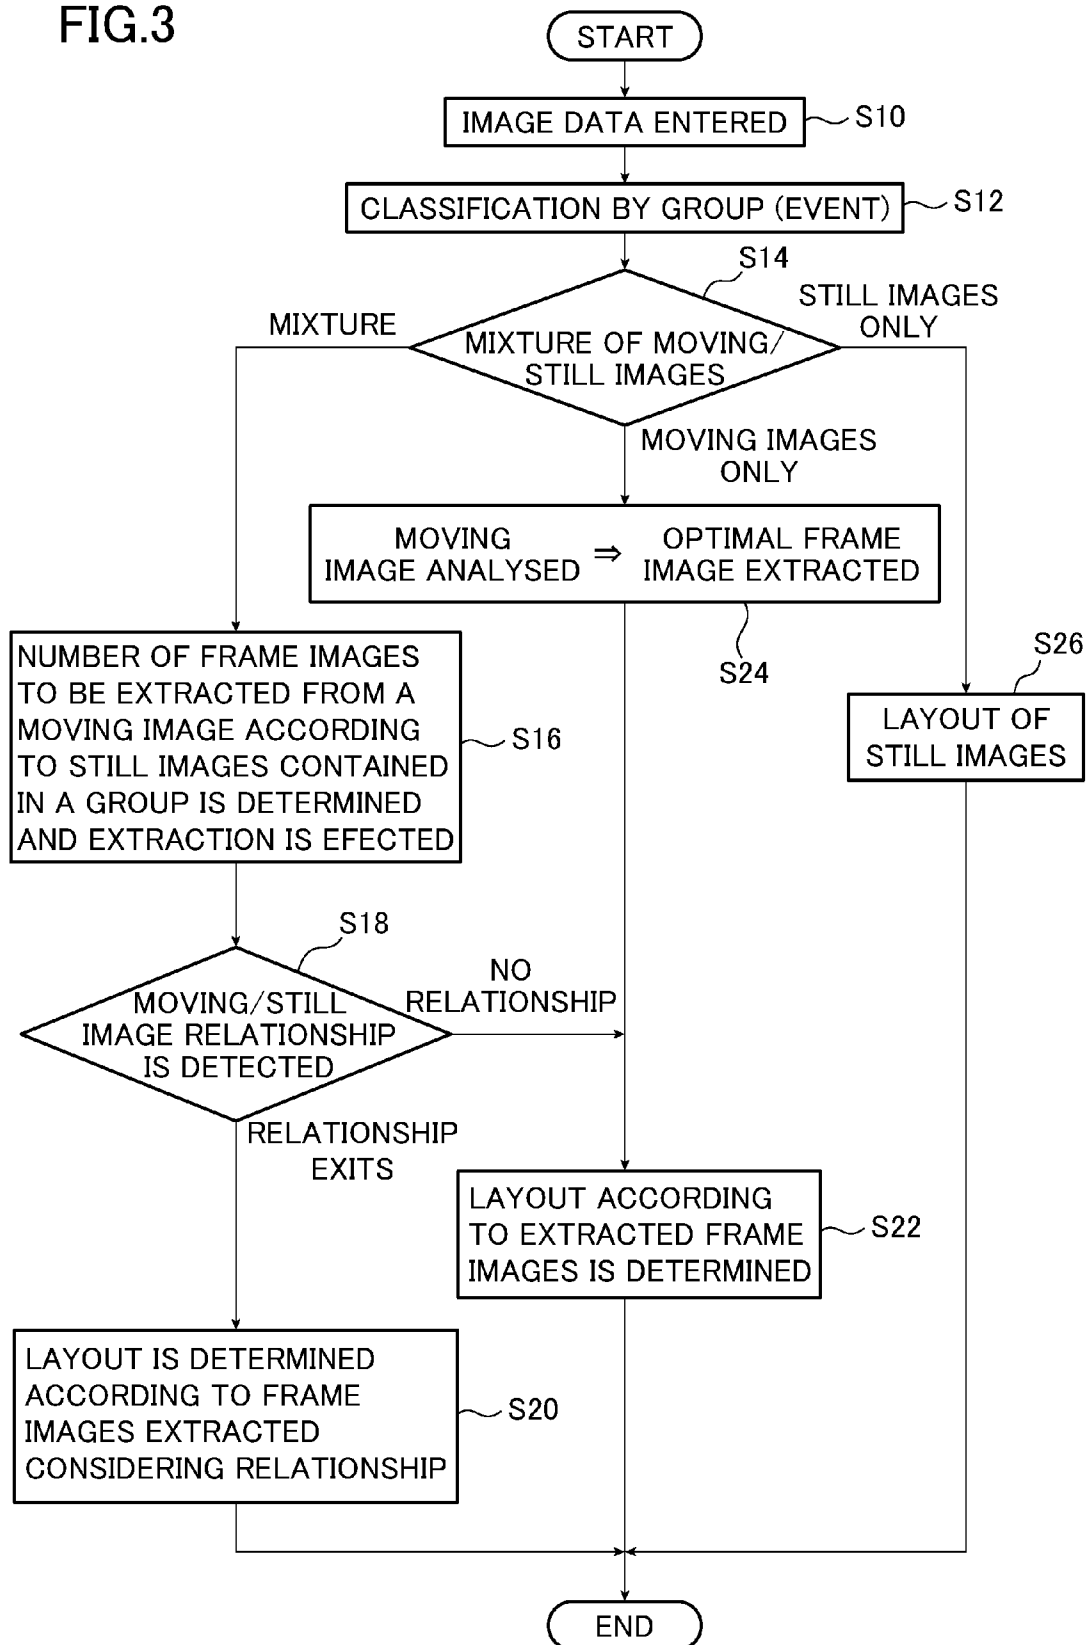 FIG.3
START
IMAGE DATA ENTERED
S10
CLASSIFICATION BY GROUP (EVENT)
S12
S14
MIXTURE
STILL IMAGES
ONLY
MIXTURE OF MOVING/
STILL IMAGES
MOVING IMAGES
ONLY
MOVING
IMAGE ANALYSED
⇒
OPTIMAL FRAME
IMAGE EXTRACTED
S24
NUMBER OF FRAME IMAGES
TO BE EXTRACTED FROM A
MOVING IMAGE ACCORDING
TO STILL IMAGES CONTAINED
IN A GROUP IS DETERMINED
AND EXTRACTION IS EFECTED
S16
S26
LAYOUT OF
STILL IMAGES
S18
MOVING/STILL
IMAGE RELATIONSHIP
IS DETECTED
NO
RELATIONSHIP
RELATIONSHIP
EXITS
LAYOUT ACCORDING
TO EXTRACTED FRAME
IMAGES IS DETERMINED
S22
LAYOUT IS DETERMINED
ACCORDING TO FRAME
IMAGES EXTRACTED
CONSIDERING RELATIONSHIP
S20
END